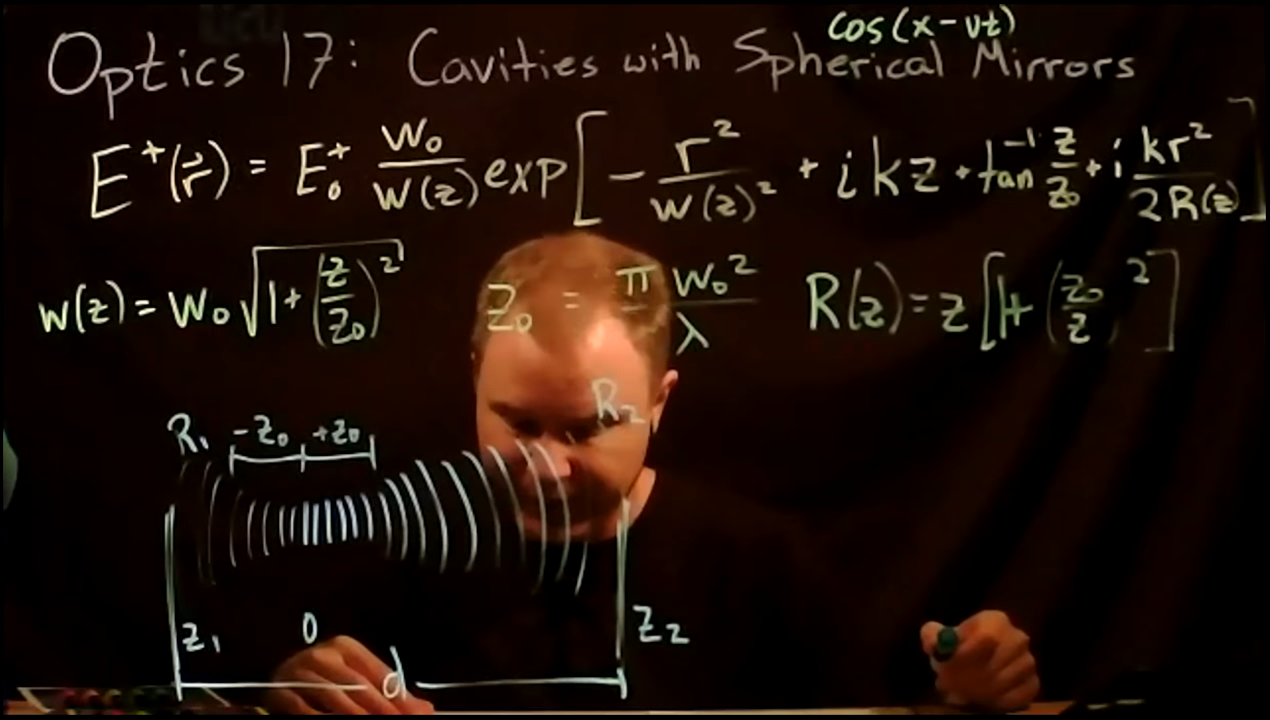 cos(x-vt)
Optics 17: Cavities with Spherical Mirrors
E⁺(r⃗) = E₀⁺ W₀/W(z) exp[-r²/W(z)² + ikz + tan⁻¹ z/z₀ + i kr²/2R(z)]
W(z) = W₀ √(1+(z/z₀)²) Z₀ = πW₀²/λ R(z) = z[1+(z₀/z)²]
R₁ -Z₀ +Z₀ R₂
Z₁ 0 Z₂
d